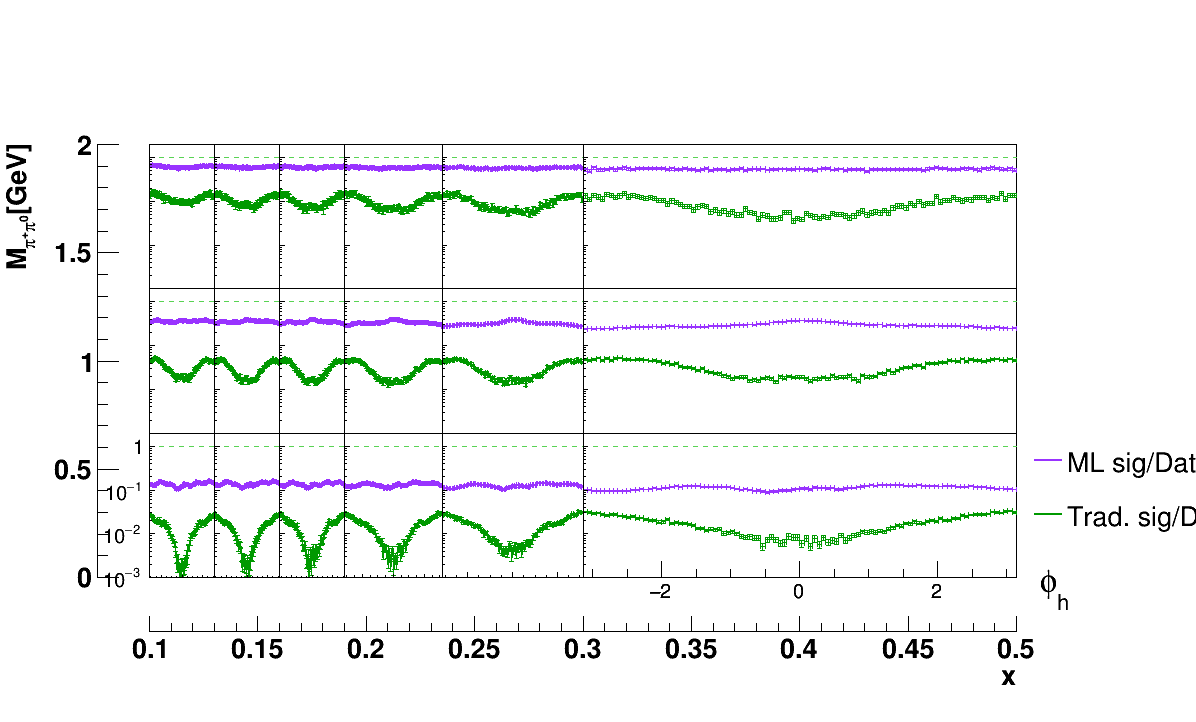 M_{π⁺π⁰}[GeV]
2
1.5
1
0.5
0
1
10⁻¹
10⁻²
10⁻³
ML sig/Dat
Trad. sig/D
−2 0 2
ϕ_h
0.1 0.15 0.2 0.25 0.3 0.35 0.4 0.45 0.5
x